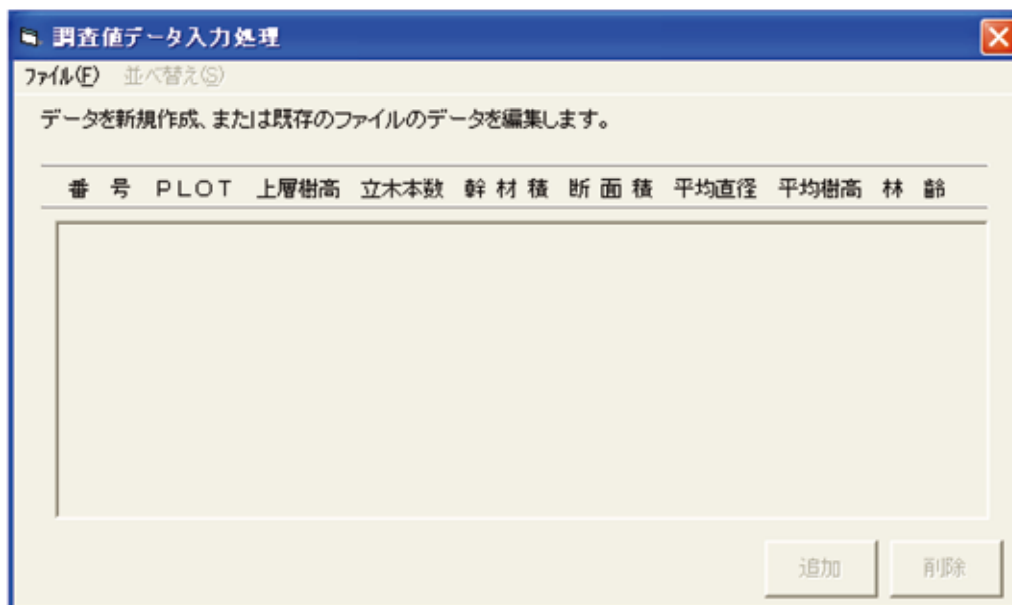 調査値データ入力処理
ファイル(F) 並べ替え(S)
データを新規作成、または既存のファイルのデータを編集します。
番 号 PLOT 上層樹高 立木本数 幹材積 断面積 平均直径 平均樹高 林 齢
追加 削除